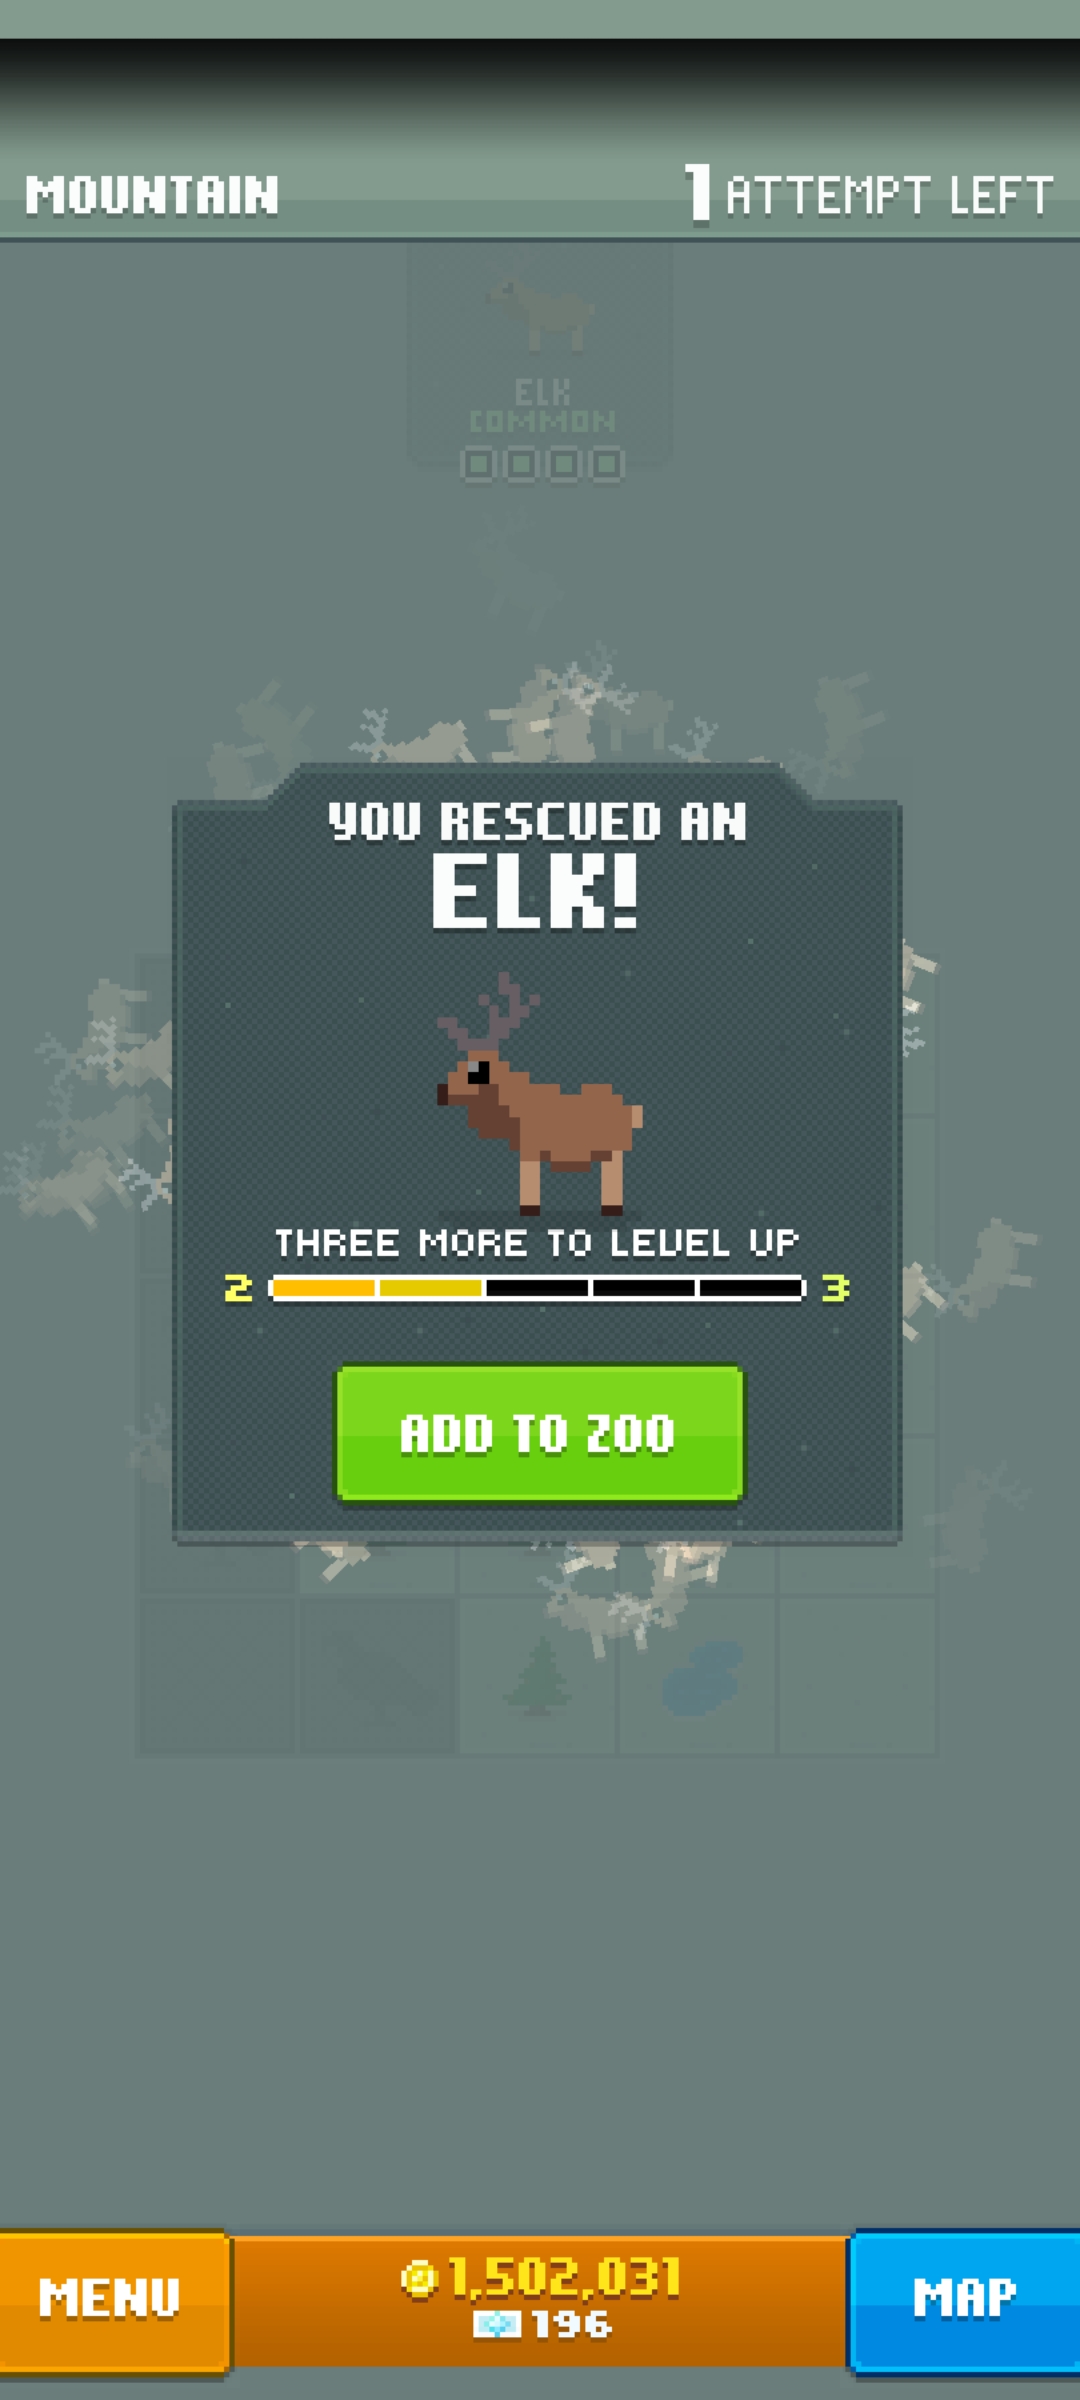 MOUNTAIN
1 ATTEMPT LEFT
ELK
COMMON
YOU RESCUED AN
ELK!
THREE MORE TO LEVEL UP
2 3
ADD TO ZOO
MENU
1,502,031
196
MAP